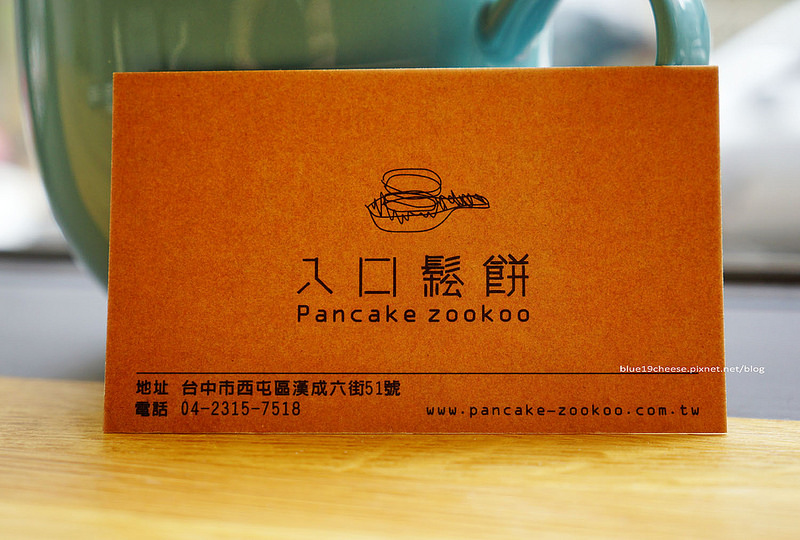 入口鬆餅
Pancake zookoo
blue19cheese.pixnet.net/blog
地址 台中市西屯區漢成六街51號
電話 04-2315-7518
www.pancake-zookoo.com.tw